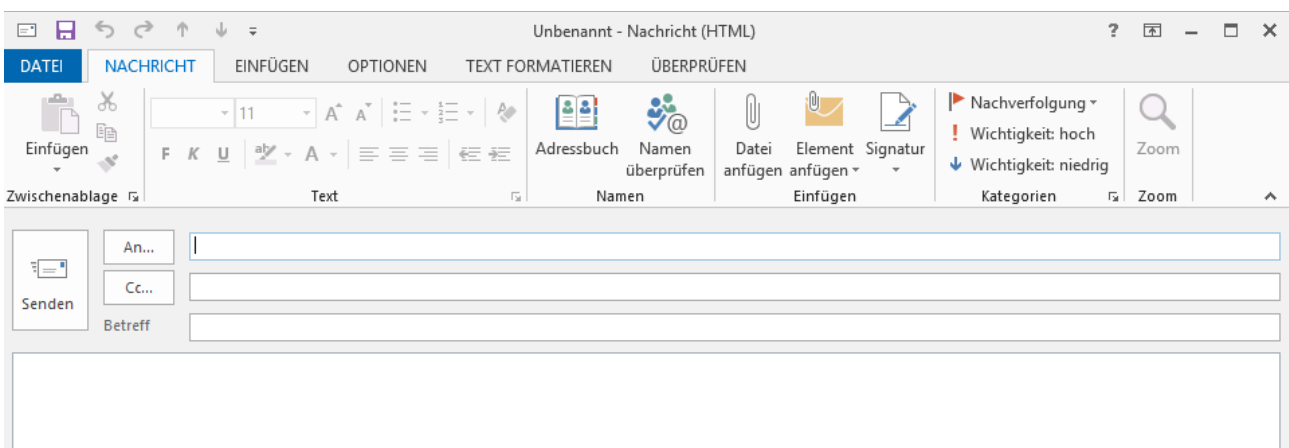 Unbenannt - Nachricht (HTML) ?
DATEI NACHRICHT EINFÜGEN OPTIONEN TEXT FORMATIEREN ÜBERPRÜFEN
Einfügen
Zwischenablage
11
F K U aby A
Text
Adressbuch
Namen überprüfen
Namen
Datei anfügen
Element anfügen
Signatur
Einfügen
Nachverfolgung
Wichtigkeit: hoch
Wichtigkeit: niedrig
Kategorien
Zoom
Zoom
An...
Cc...
Senden
Betreff